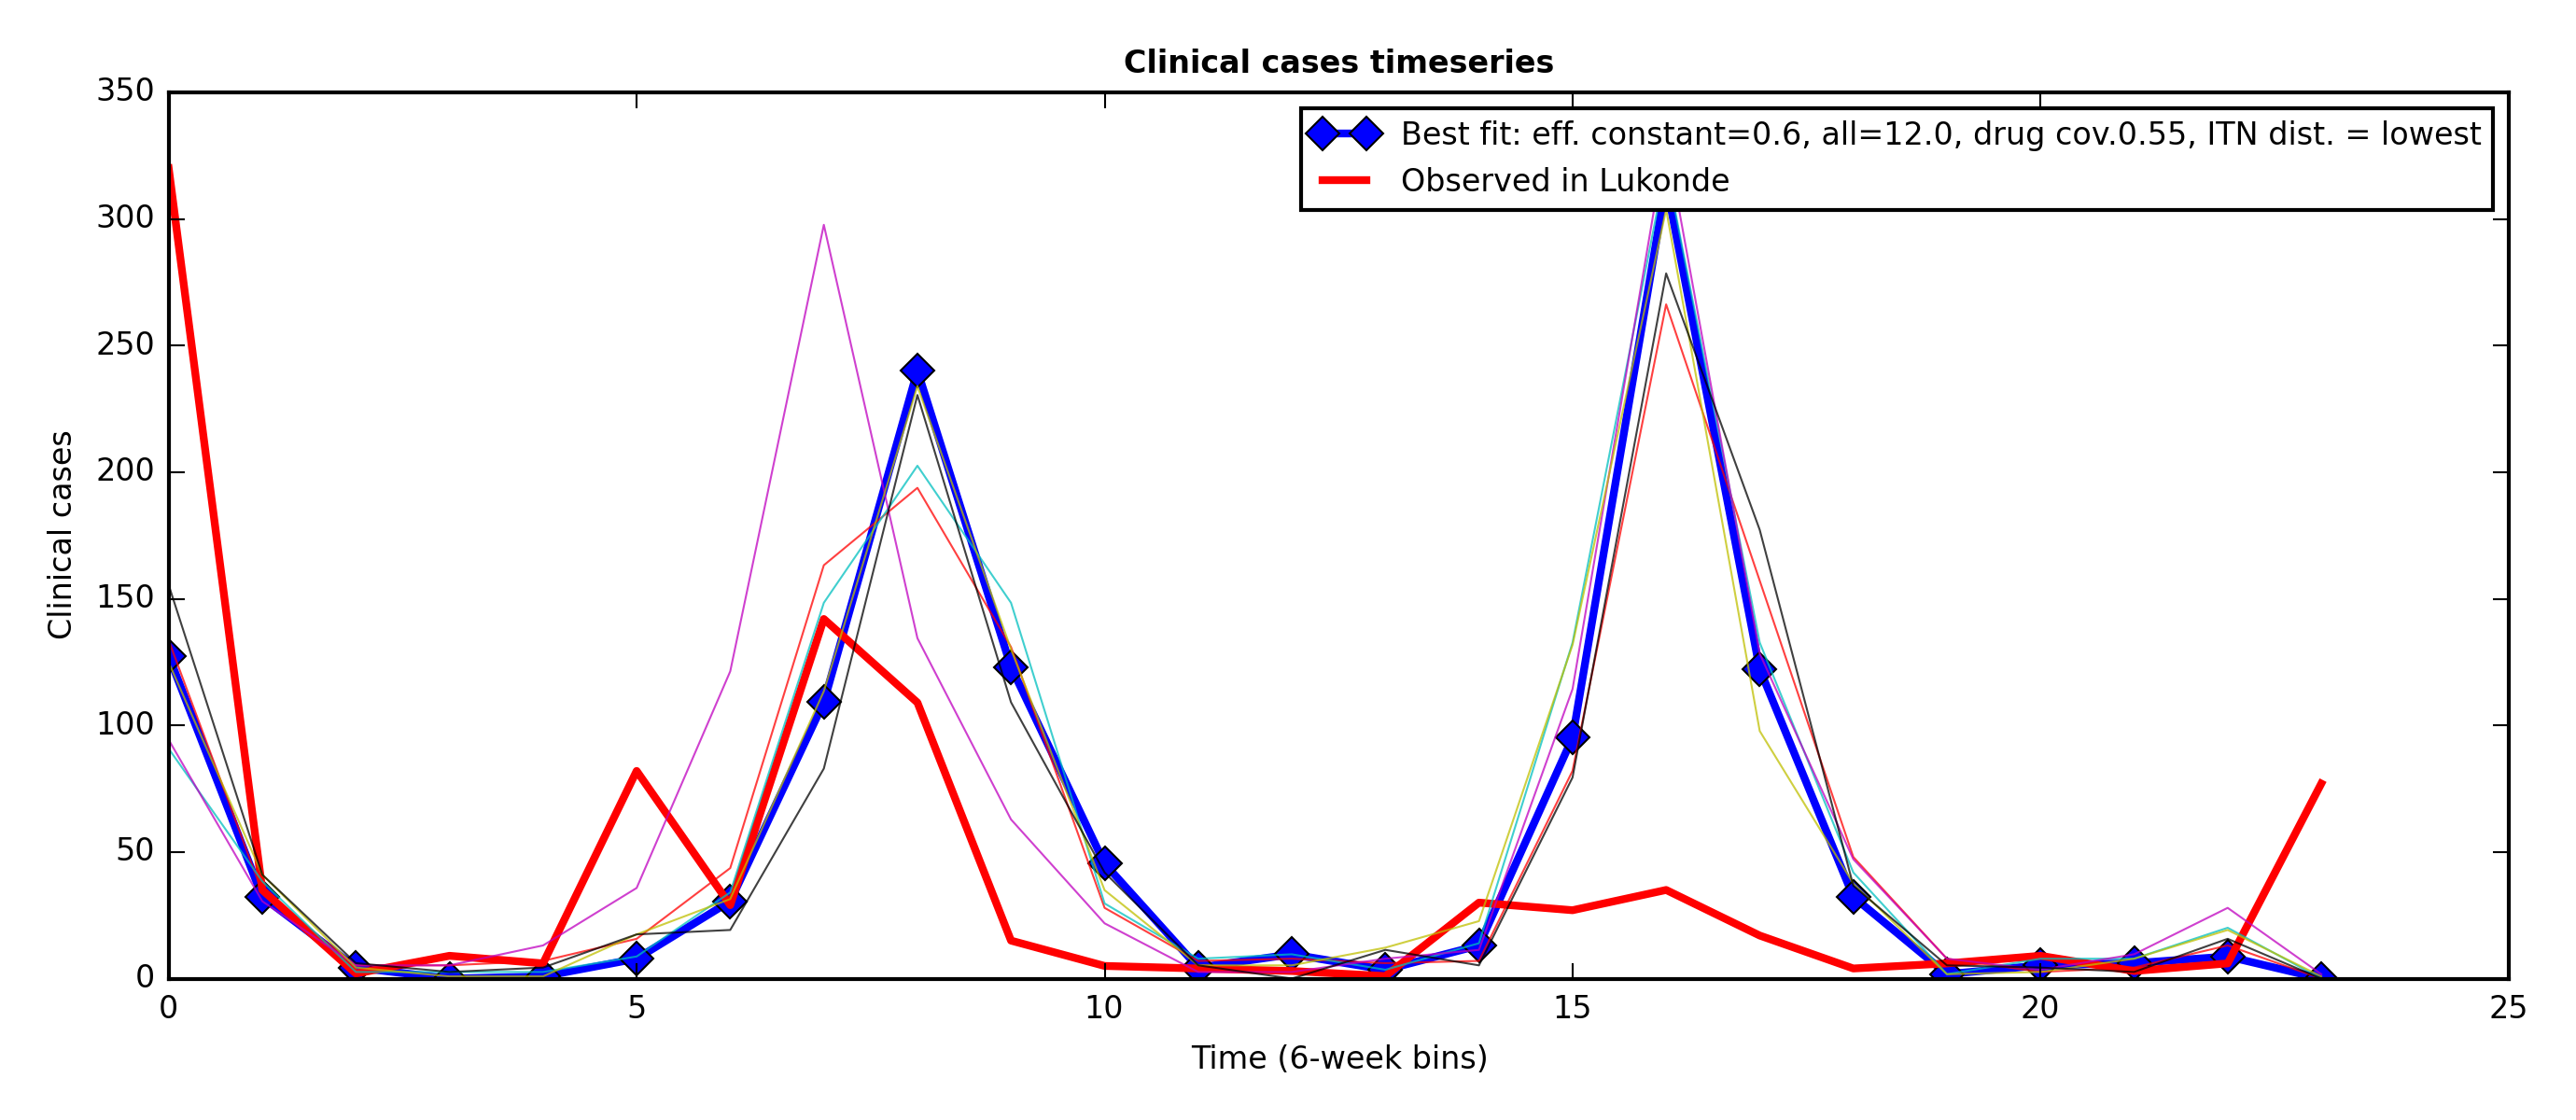 Clinical cases timeseries
350
300
250
200
150
100
50
0
Clinical cases
Best fit: eff. constant=0.6, all=12.0, drug cov.0.55, ITN dist. = lowest
Observed in Lukonde
0 5 10 15 20 25
Time (6-week bins)